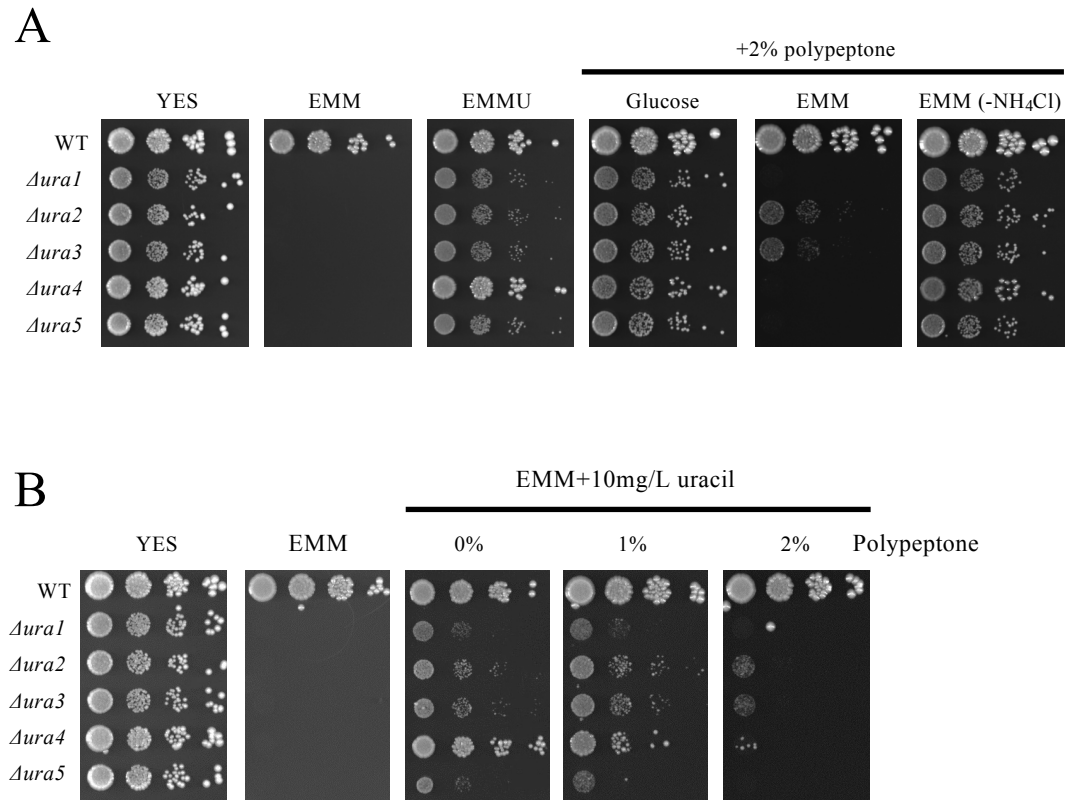 A
+2% polypeptone
YES EMM EMMU Glucose EMM EMM (-NH₄Cl)
WT
Δura1
Δura2
Δura3
Δura4
Δura5
B
EMM+10mg/L uracil
YES EMM 0% 1% 2% Polypeptone
WT
Δura1
Δura2
Δura3
Δura4
Δura5